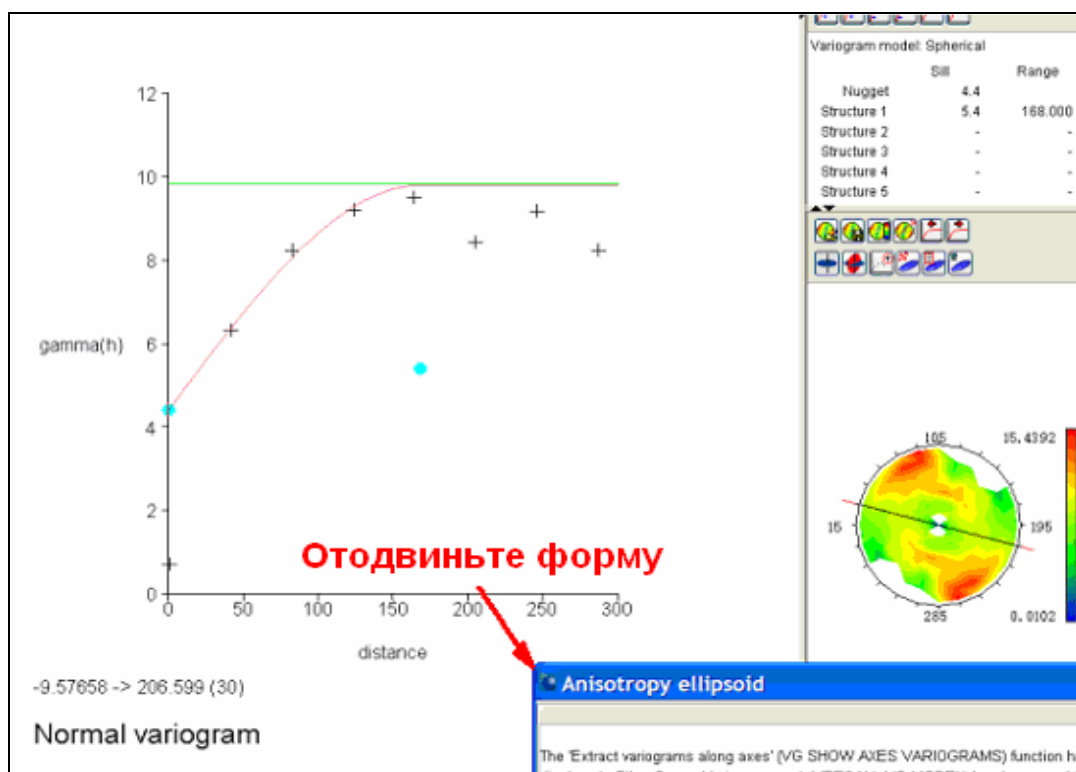 Variogram model: Spherical
Sill Range
Nugget 4.4
Structure 1 5.4 168.000
Structure 2 - -
Structure 3 - -
Structure 4 - -
Structure 5 - -
12
10
8
gamma(h) 6
4
2
0
0 50 100 150 200 250 300
distance
105 15.4392
15 195
285 0.0102
Отодвиньте форму
-9.57658 -> 206.599 (30)
Normal variogram
Anisotropy ellipsoid
The 'Extract variograms along axes' (VG SHOW AXES VARIOGRAMS) function h